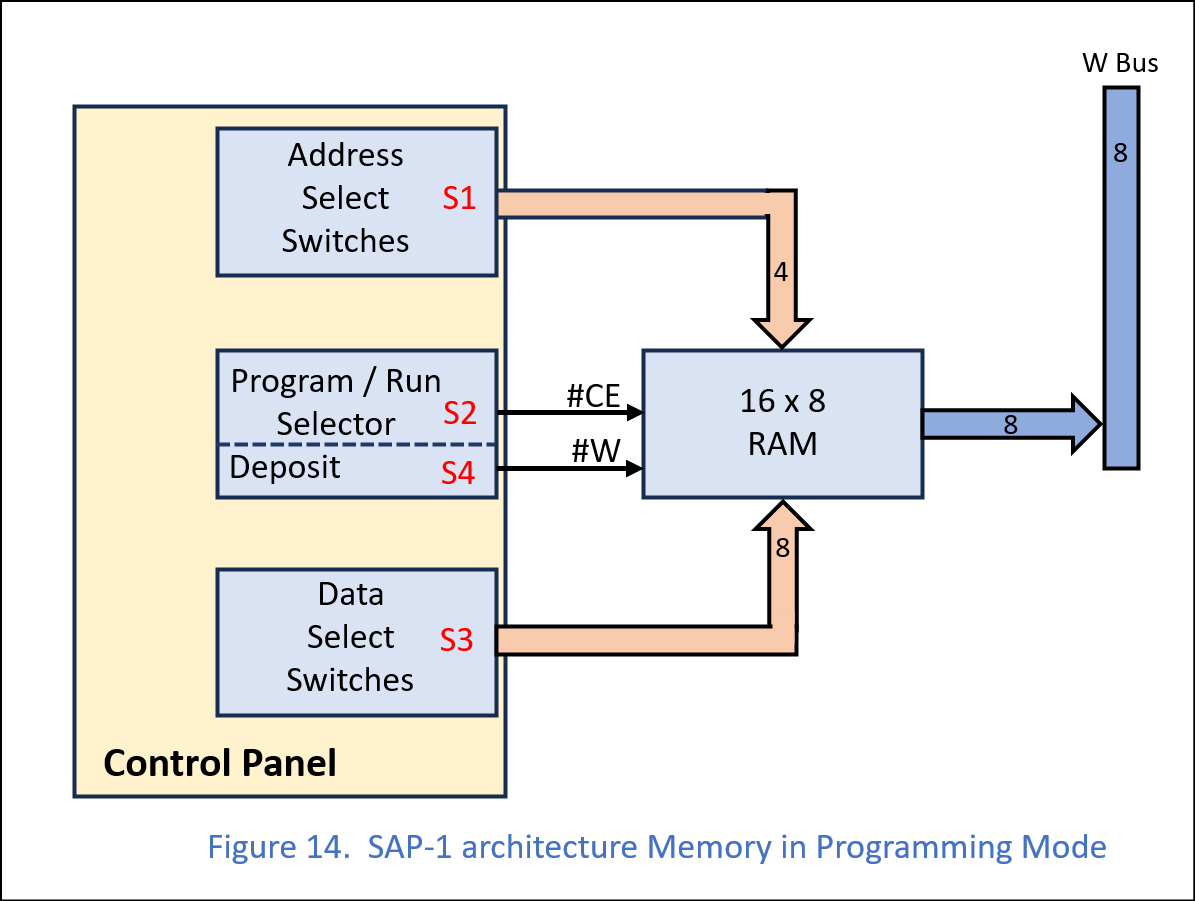 W Bus
8
Address
Select
S1
Switches
4
Program / Run
Selector
S2
#CE
Deposit
S4
#W
16 x 8
RAM
8
8
Data
Select
S3
Switches
Control Panel
Figure 14.  SAP-1 architecture Memory in Programming Mode